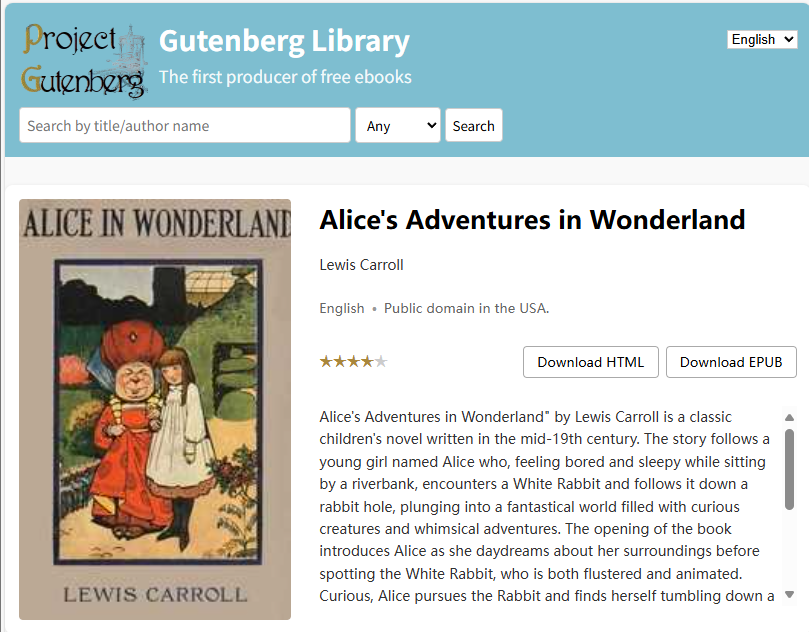 Project
Gutenberg
Gutenberg Library
The first producer of free ebooks
English
Search by title/author name
Any
Search
ALICE IN WONDERLAND
LEWIS CARROLL
Alice's Adventures in Wonderland
Lewis Carroll
English • Public domain in the USA.
Download HTML
Download EPUB
Alice's Adventures in Wonderland" by Lewis Carroll is a classic
children's novel written in the mid-19th century. The story follows a
young girl named Alice who, feeling bored and sleepy while sitting
by a riverbank, encounters a White Rabbit and follows it down a
rabbit hole, plunging into a fantastical world filled with curious
creatures and whimsical adventures. The opening of the book
introduces Alice as she daydreams about her surroundings before
spotting the White Rabbit, who is both flustered and animated.
Curious, Alice pursues the Rabbit and finds herself tumbling down a